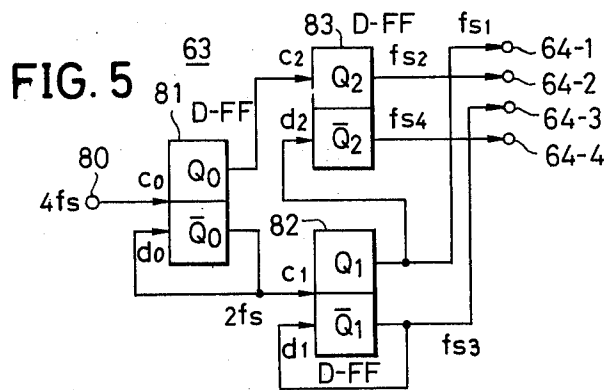 FIG. 5
63
83 D-FF
fs1
64-1
c2
Q2
fs2
64-2
81
D-FF
d2
Q̄2
fs4
64-3
64-4
80
4fs
c0
Q0
d0
Q̄0
82
c1
Q1
2fs
d1
Q̄1
fs3
D-FF